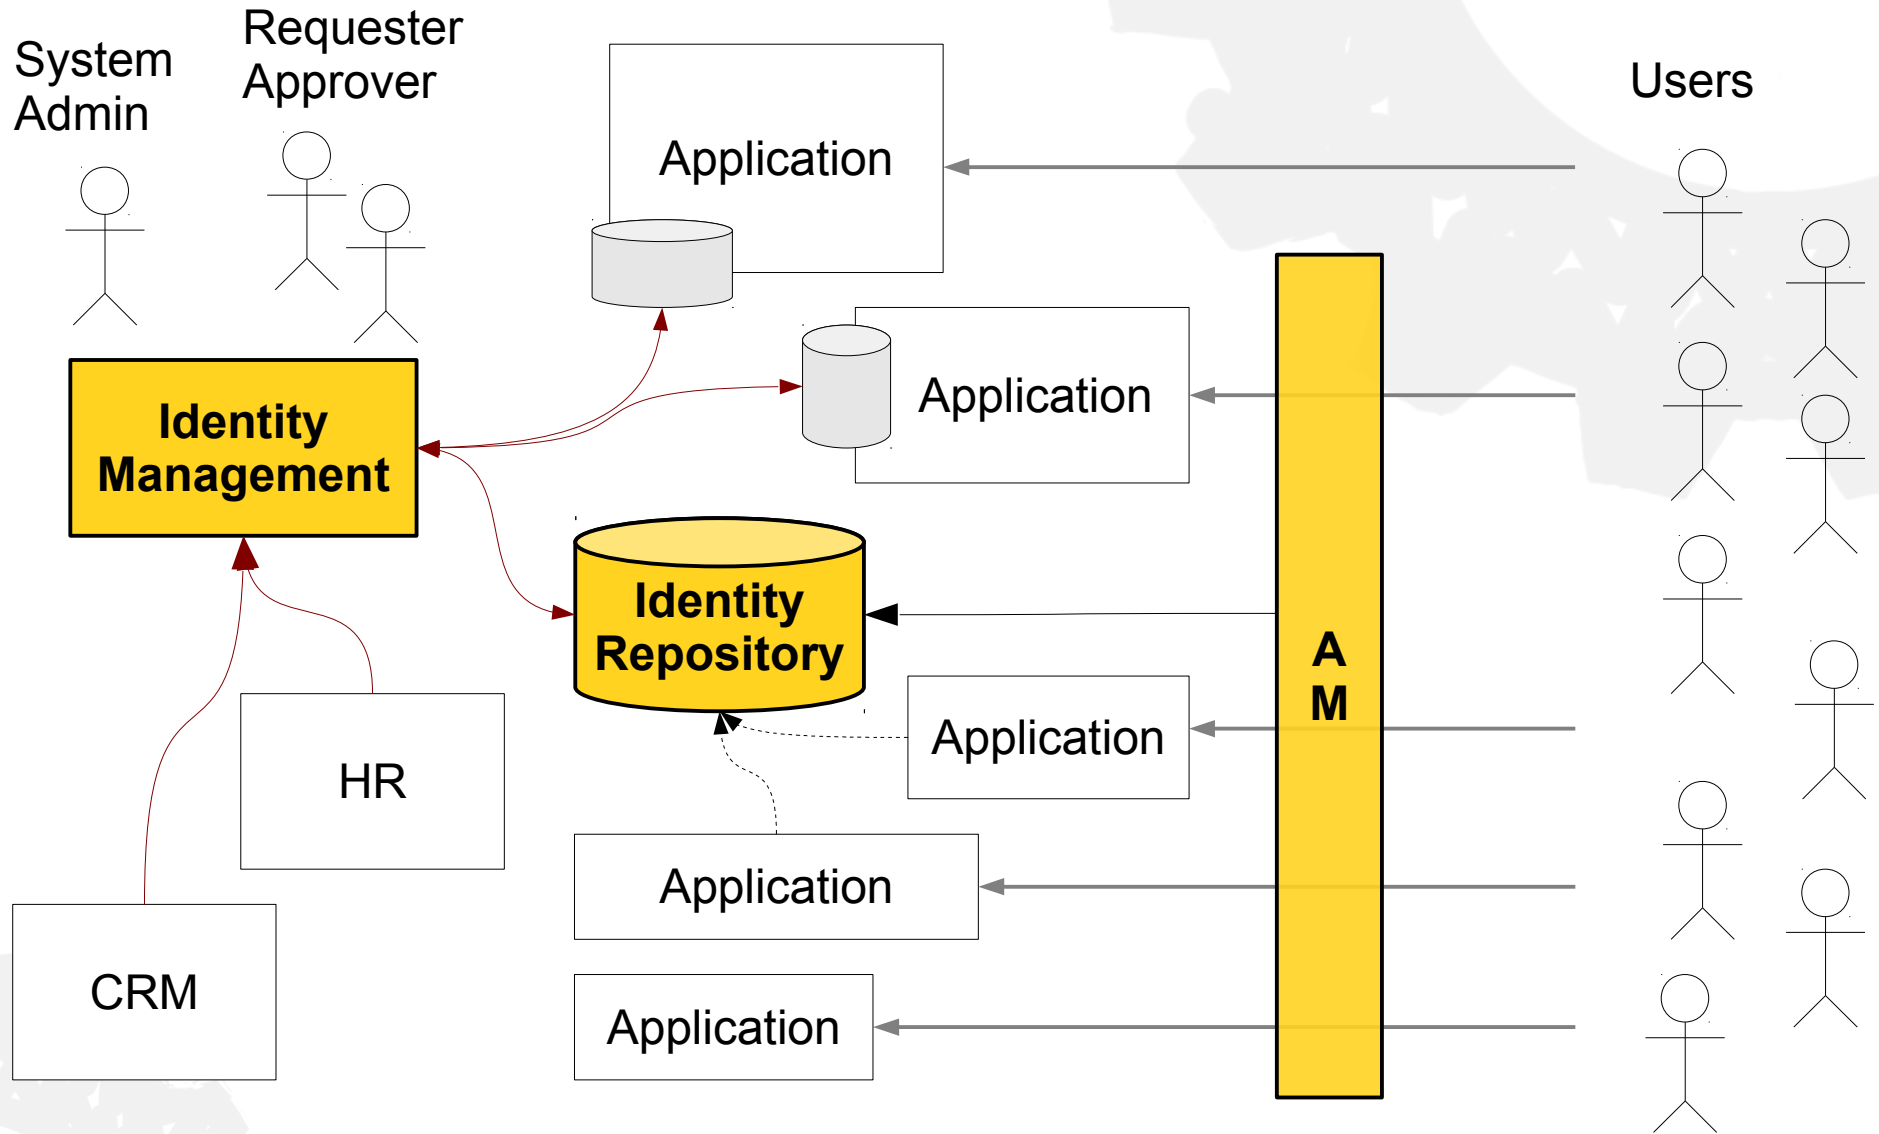 System
Admin
Requester
Approver
Users
Application
Application
Identity
Management
Identity
Repository
A
M
Application
HR
Application
CRM
Application